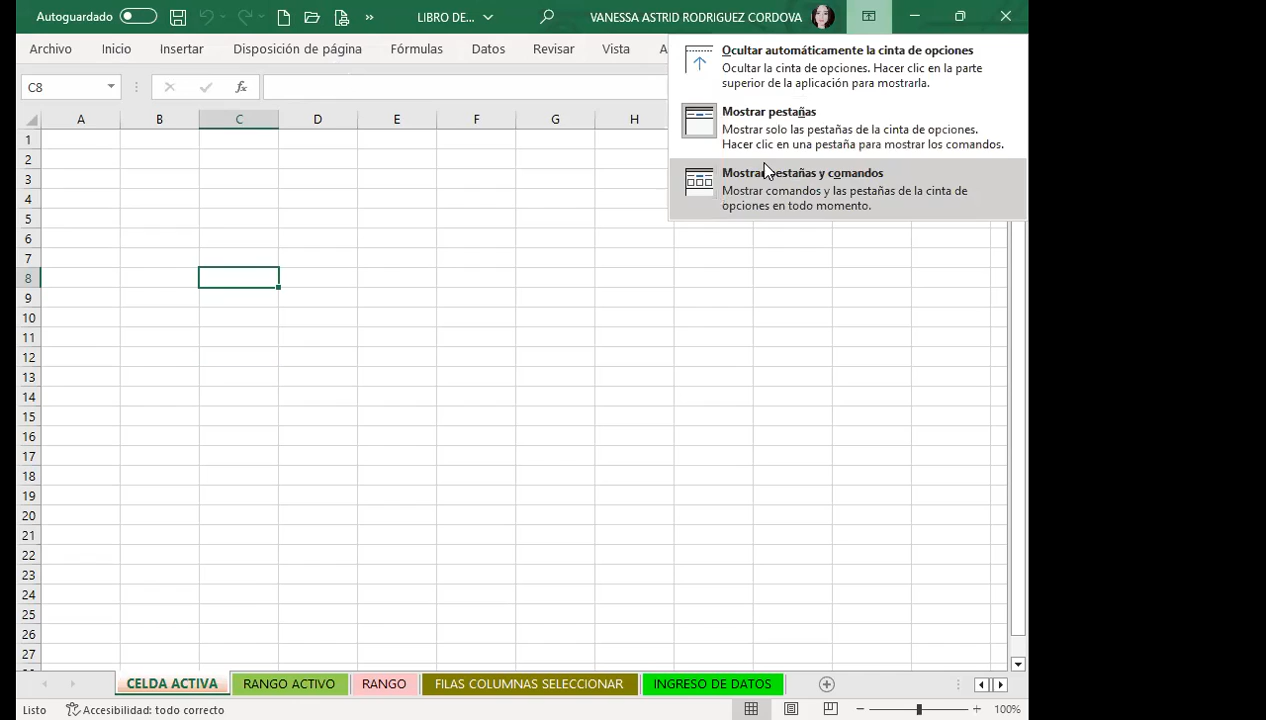 Autoguardado LIBRO DE... VANESSA ASTRID RODRIGUEZ CORDOVA
Archivo Inicio Insertar Disposición de página Fórmulas Datos Revisar Vista A
C8 fx
Ocultar automáticamente la cinta de opciones
Ocultar la cinta de opciones. Hacer clic en la parte
superior de la aplicación para mostrarla.
Mostrar pestañas
Mostrar solo las pestañas de la cinta de opciones.
Hacer clic en una pestaña para mostrar los comandos.
Mostrar pestañas y comandos
Mostrar comandos y las pestañas de la cinta de
opciones en todo momento.
A B C D E F G H
1
2
3
4
5
6
7
8
9
10
11
12
13
14
15
16
17
18
19
20
21
22
23
24
25
26
27
CELDA ACTIVA RANGO ACTIVO RANGO FILAS COLUMNAS SELECCIONAR INGRESO DE DATOS
Listo Accesibilidad: todo correcto 100%